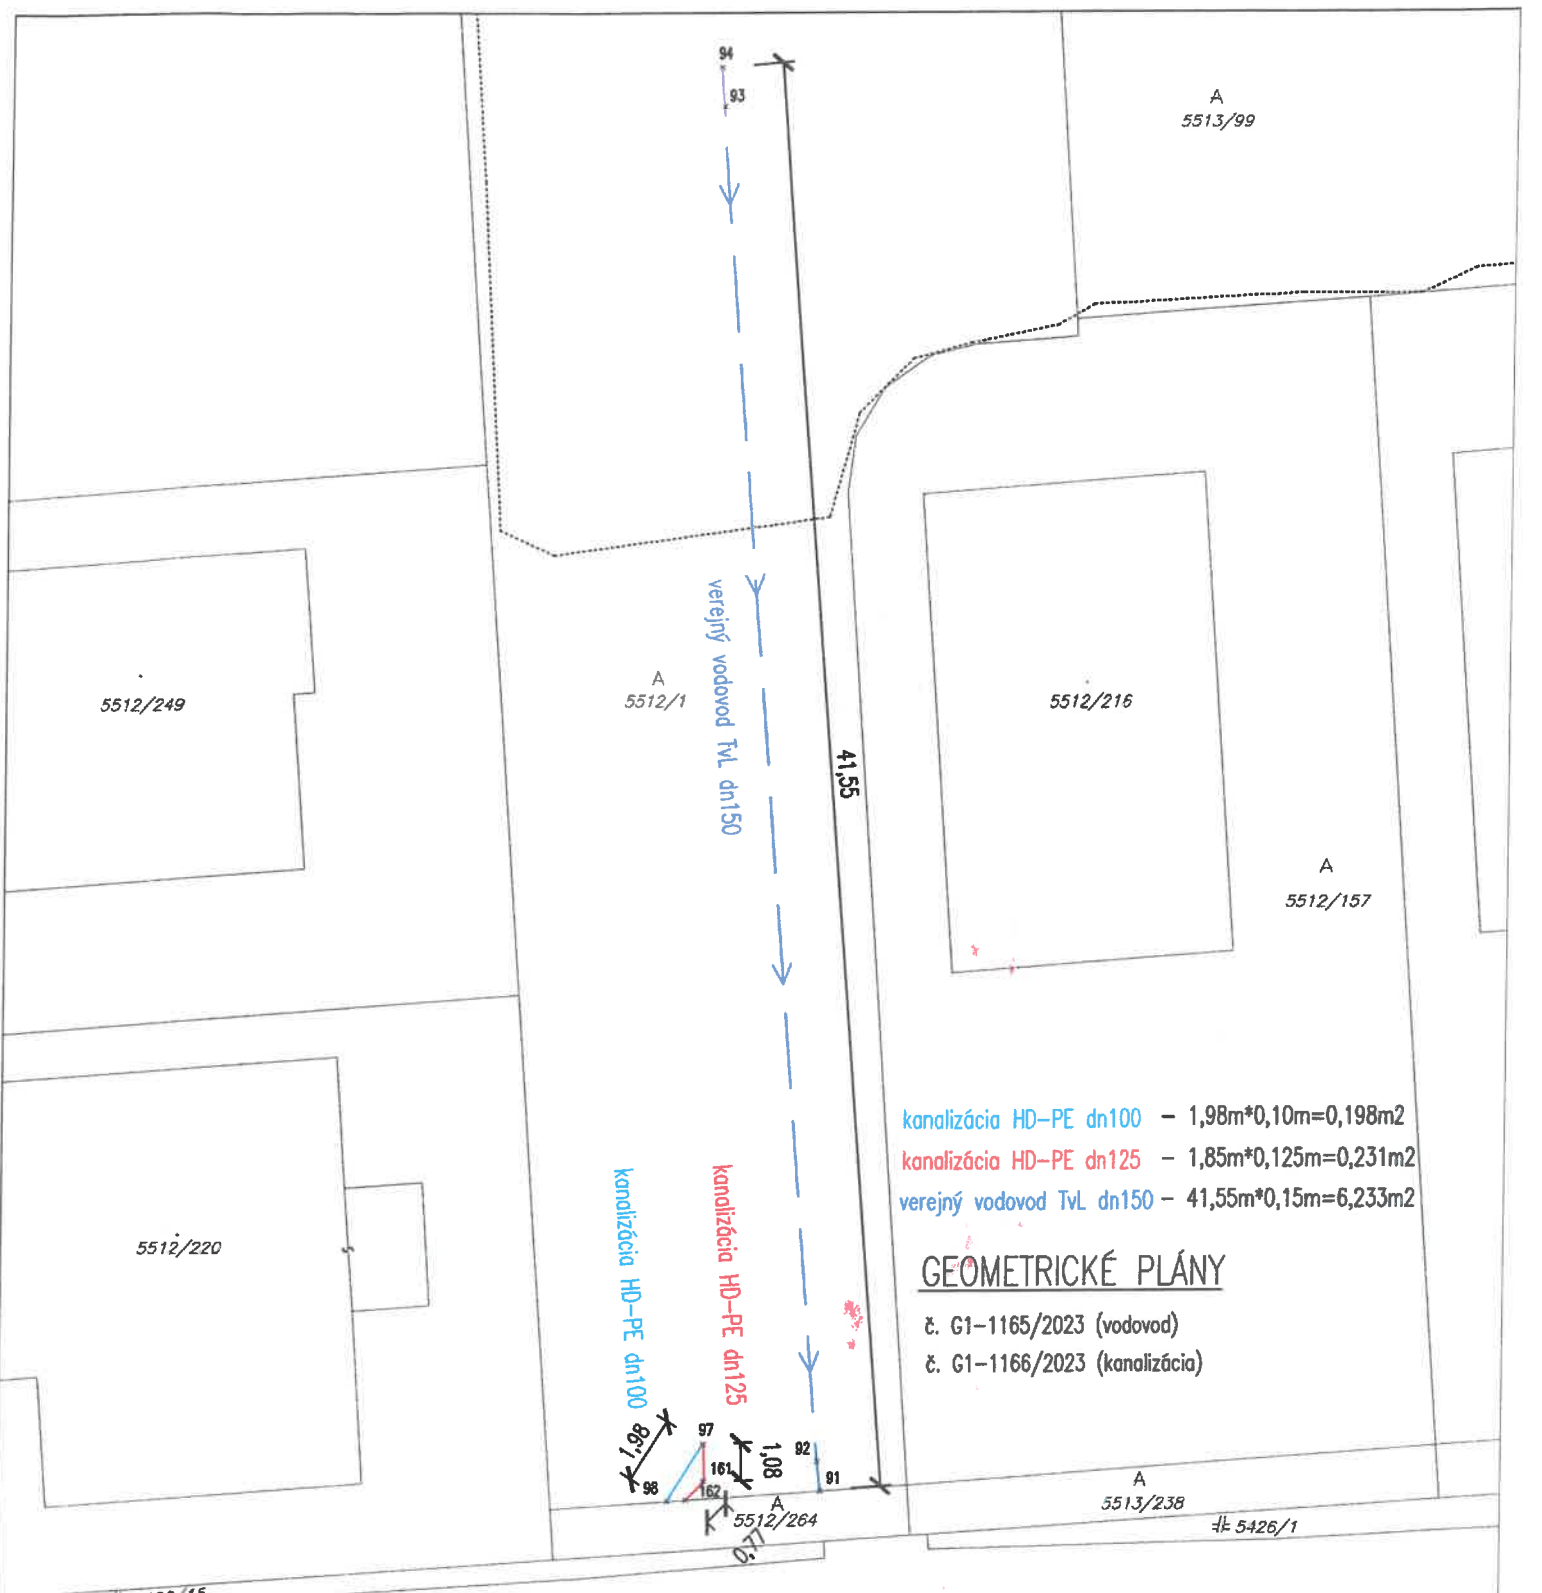 94
93
A
5513/99
verejný vodovod TvL dn150
A
5512/1
5512/249
41,55
5512/216
A
5512/157
kanalizácia HD-PE dn100 - 1,98m*0,10m=0,198m2
kanalizácia HD-PE dn125 - 1,85m*0,125m=0,231m2
verejný vodovod TvL dn150 - 41,55m*0,15m=6,233m2
5512/220
kanalizácia HD-PE dn100
kanalizácia HD-PE dn125
GEOMETRICKÉ PLÁNY
č. G1-1165/2023 (vodovod)
č. G1-1166/2023 (kanalizácia)
1,98
97
1,08
92
161
91
98
162
A
5512/264
A
5513/238
5426/1
0,77